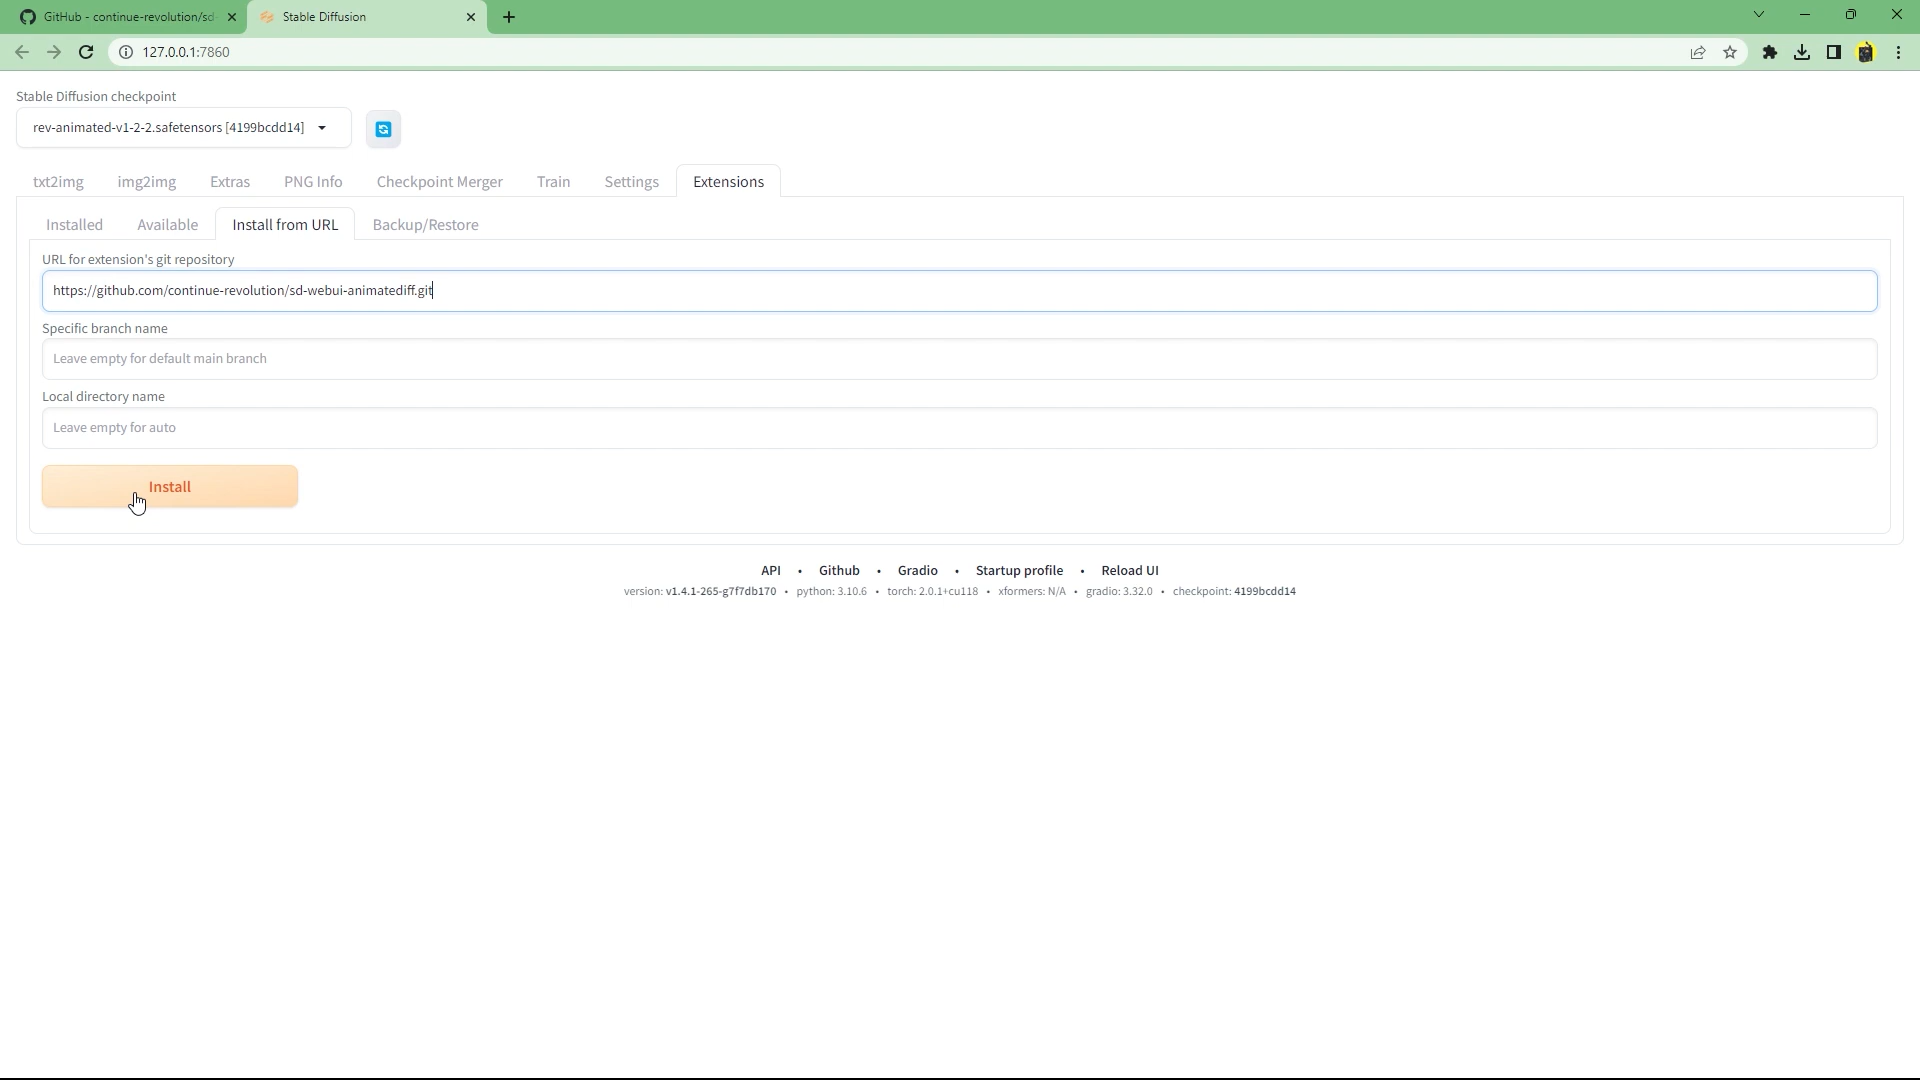 GitHub - continue-revolution/sd-
Stable Diffusion
127.0.0.1:7860
Stable Diffusion checkpoint
rev-animated-v1-2-2.safetensors [4199bcdd14]
txt2img img2img Extras PNG Info Checkpoint Merger Train Settings Extensions
Installed Available Install from URL Backup/Restore
URL for extension's git repository
https://github.com/continue-revolution/sd-webui-animatediff.git
Specific branch name
Leave empty for default main branch
Local directory name
Leave empty for auto
Install
API • Github • Gradio • Startup profile • Reload UI
version: v1.4.1-265-g7f7db170 • python: 3.10.6 • torch: 2.0.1+cu118 • xformers: N/A • gradio: 3.32.0 • checkpoint: 4199bcdd14